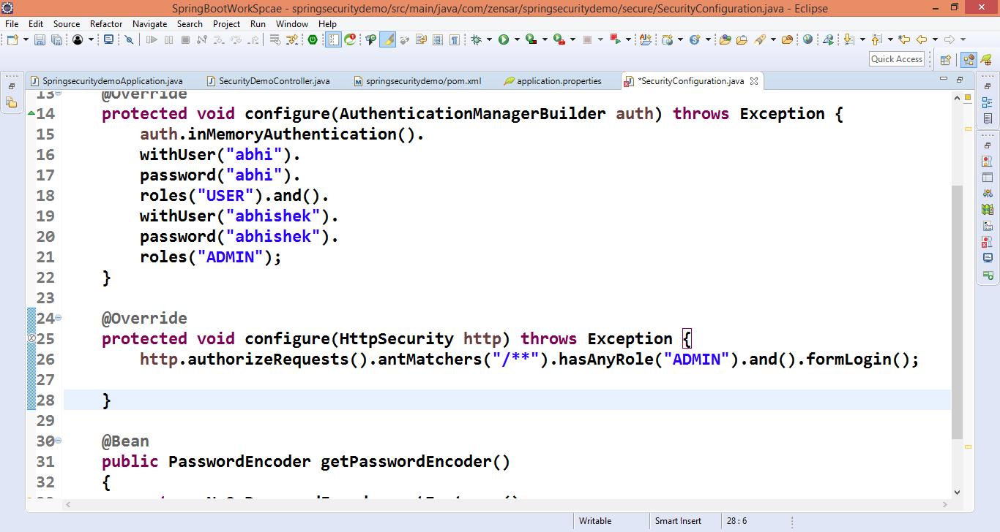 SpringBootWorkSpcae - springsecuritydemo/src/main/java/com/zensar/springsecuritydemo/secure/SecurityConfiguration.java - Eclipse
File Edit Source Refactor Navigate Search Project Run Window Help
Quick Access
SpringsecuritydemoApplication.java SecurityDemoController.java springsecuritydemo/pom.xml application.properties *SecurityConfiguration.java
13 @Override
14 protected void configure(AuthenticationManagerBuilder auth) throws Exception {
15 auth.inMemoryAuthentication().
16 withUser("abhi").
17 password("abhi").
18 roles("USER").and().
19 withUser("abhishek").
20 password("abhishek").
21 roles("ADMIN");
22 }
23
24 @Override
25 protected void configure(HttpSecurity http) throws Exception {
26 http.authorizeRequests().antMatchers("/**").hasAnyRole("ADMIN").and().formLogin();
27
28 }
29
30 @Bean
31 public PasswordEncoder getPasswordEncoder()
32 {
Writable Smart Insert 28 : 6